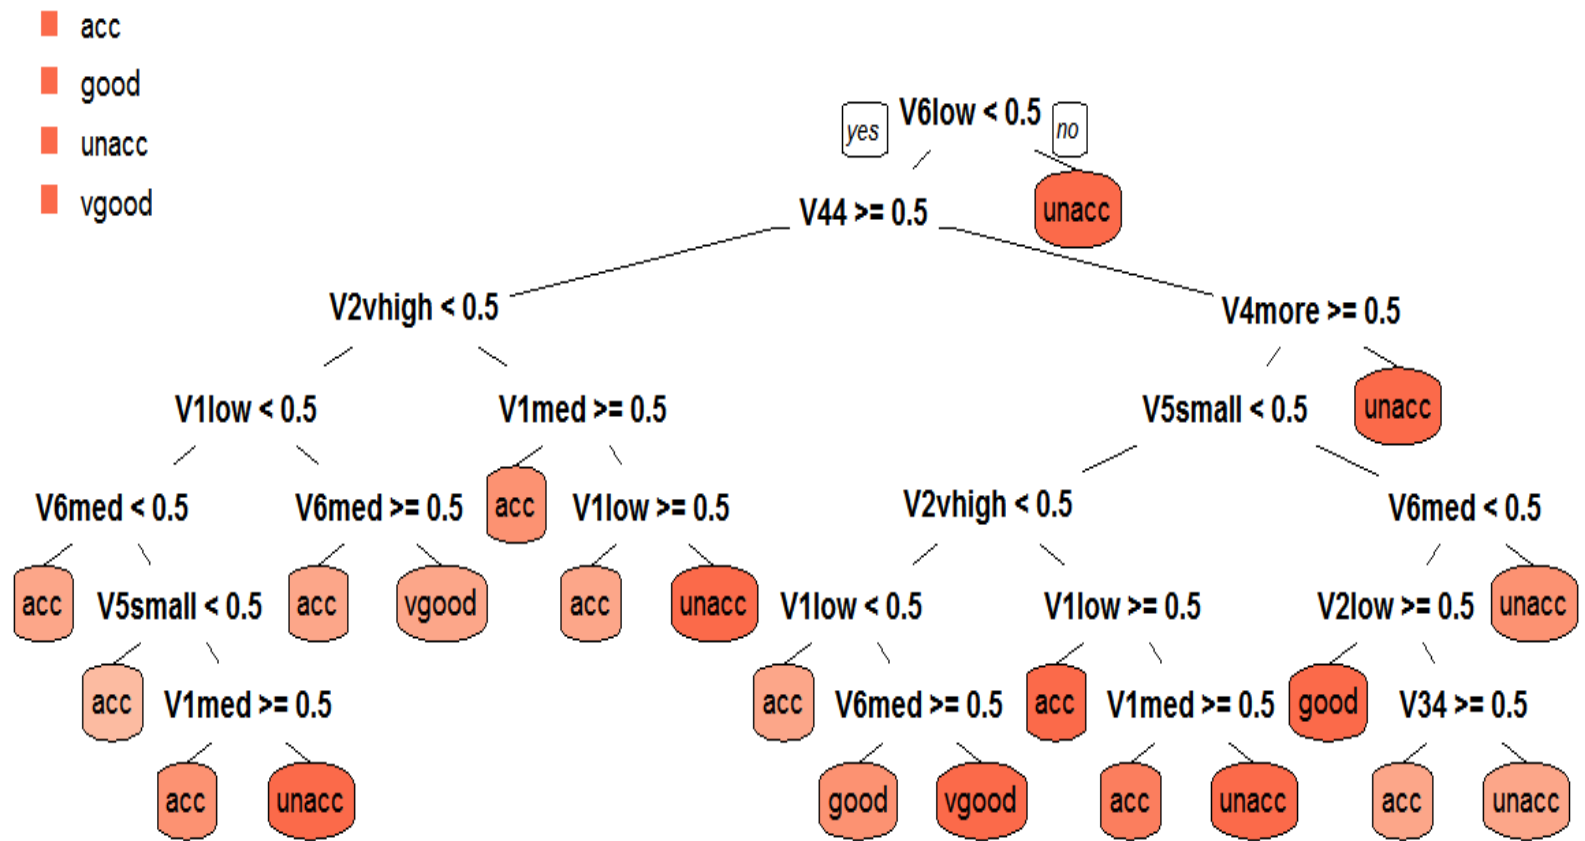 acc
good
unacc
vgood
yes V6low < 0.5 no
V44 >= 0.5 unacc
V2vhigh < 0.5 V4more >= 0.5
V1low < 0.5 V1med >= 0.5 V5small < 0.5 unacc
V6med < 0.5 V6med >= 0.5 acc V1low >= 0.5 V2vhigh < 0.5 V6med < 0.5
acc V5small < 0.5 acc vgood acc unacc V1low < 0.5 V1low >= 0.5 V2low >= 0.5 unacc
acc V1med >= 0.5 acc V6med >= 0.5 acc V1med >= 0.5 good V34 >= 0.5
acc unacc good vgood acc unacc acc unacc